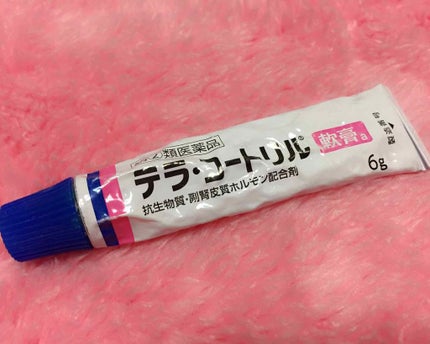 第②類医薬品
テラ・コートリル®
軟膏a
6g
抗生物質・副腎皮質ホルモン配合剤